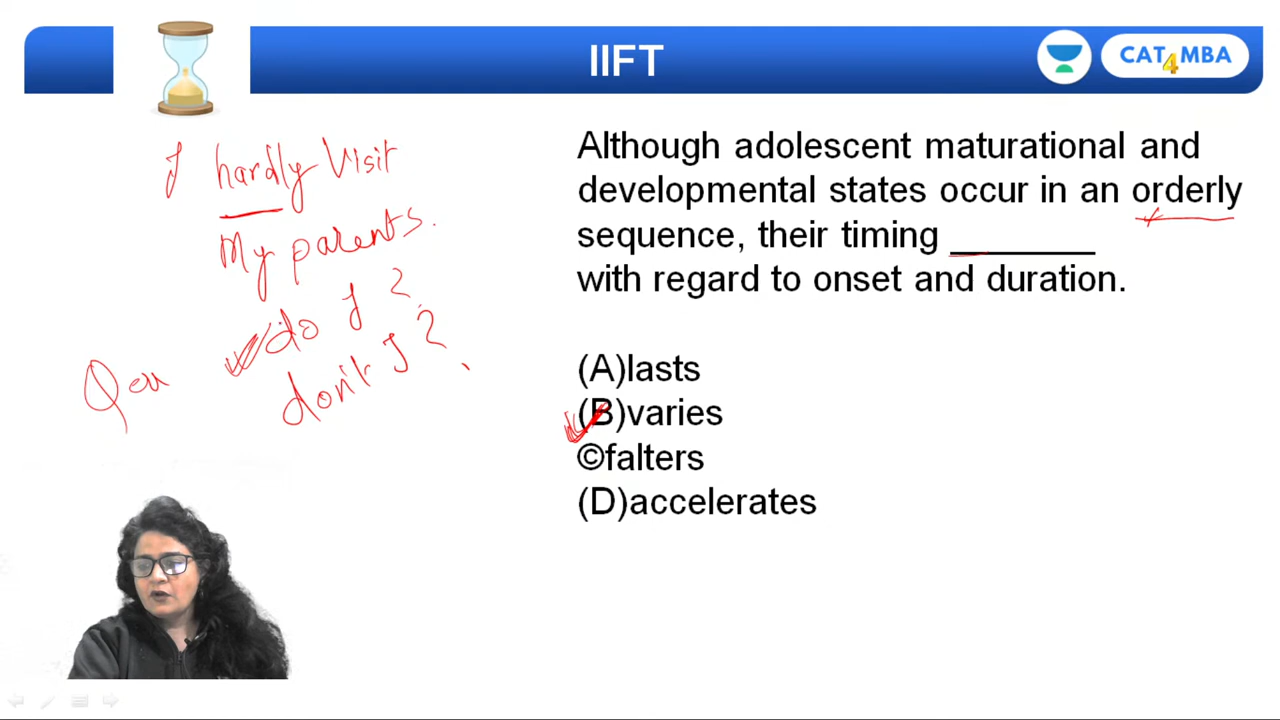 IIFT
CAT4MBA
I hardly Visit
My parents.
do I ?
don't I ?
Although adolescent maturational and
developmental states occur in an orderly
sequence, their timing ________
with regard to onset and duration.
(A)lasts
(B)varies
©falters
(D)accelerates